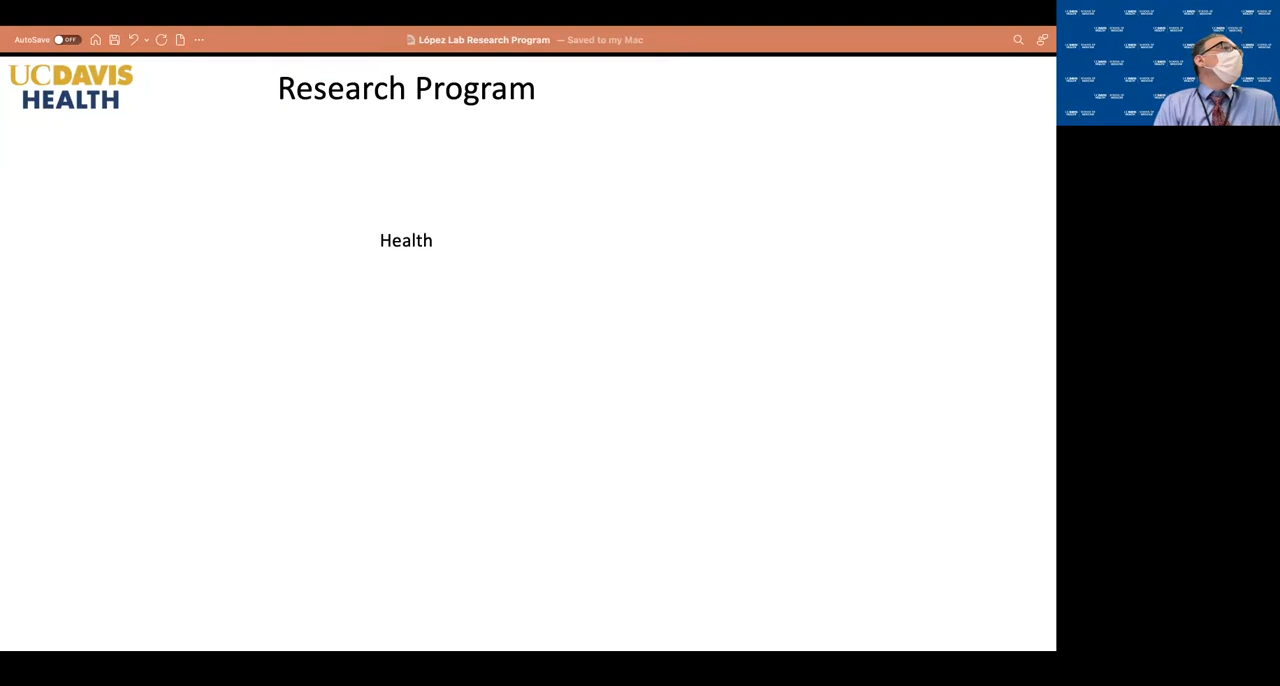 AutoSave OFF
López Lab Research Program — Saved to my Mac
UCDAVIS
HEALTH
Research Program
Health